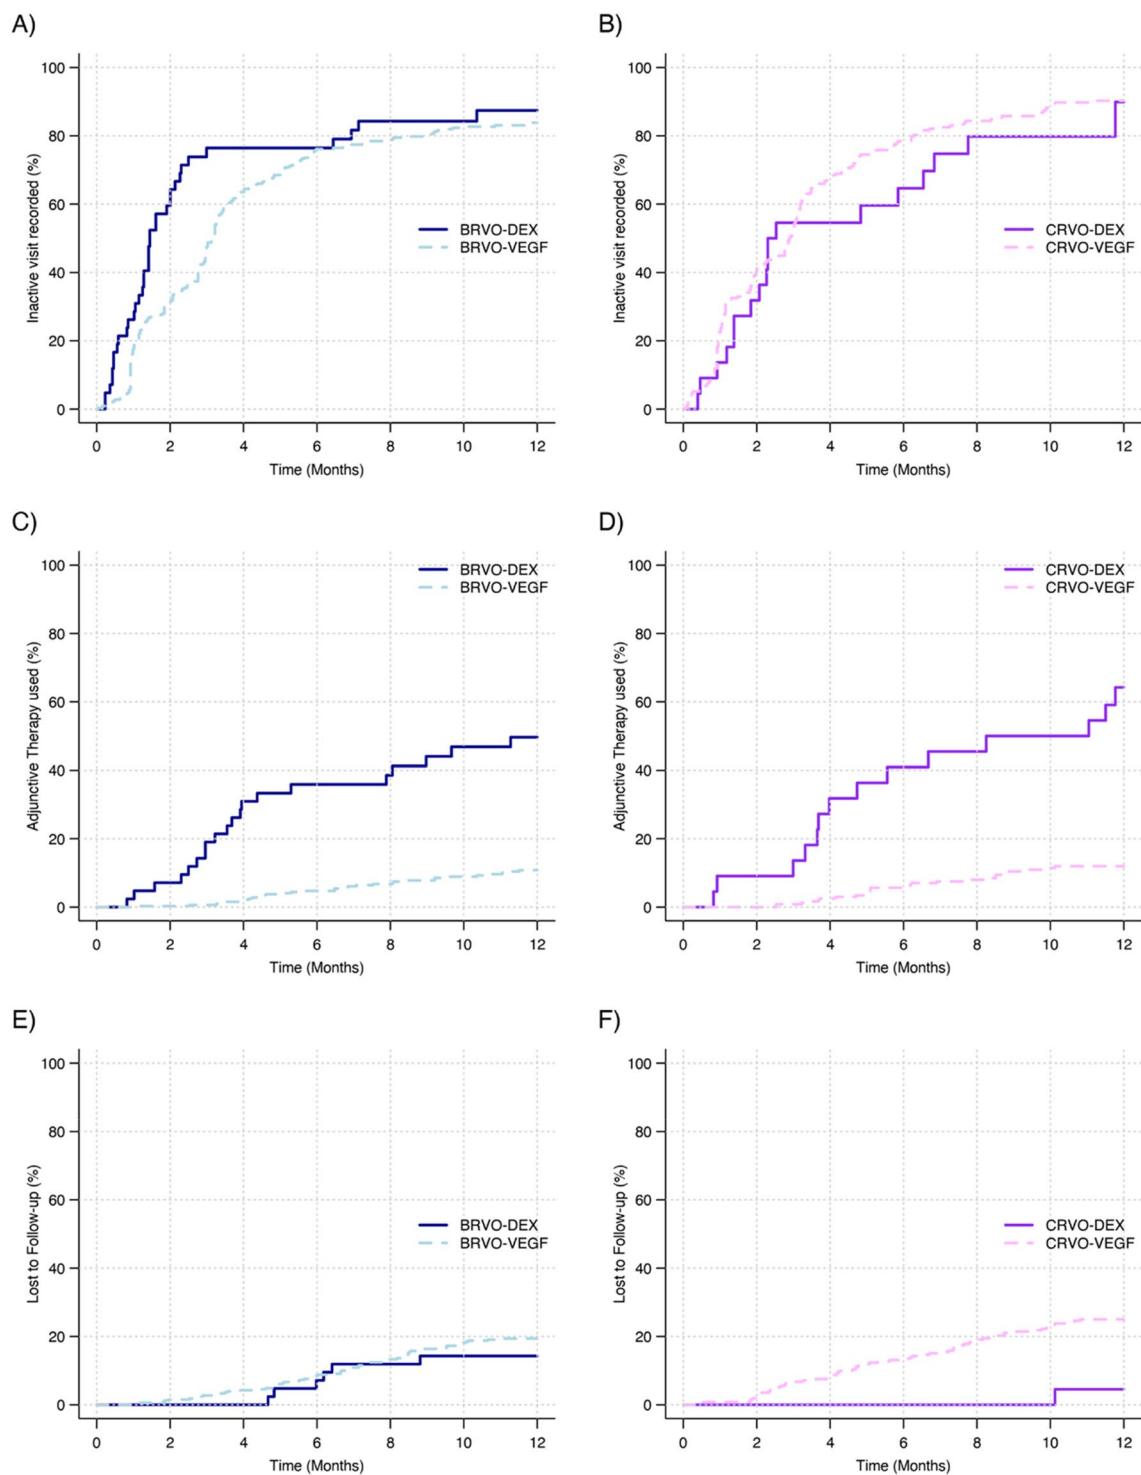 A)
100
80
60
40
20
0
Inactive visit recorded (%)
BRVO-DEX
BRVO-VEGF
0 2 4 6 8 10 12
Time (Months)
B)
100
80
60
40
20
0
Inactive visit recorded (%)
CRVO-DEX
CRVO-VEGF
0 2 4 6 8 10 12
Time (Months)
C)
100
80
60
40
20
0
Adjunctive Therapy used (%)
BRVO-DEX
BRVO-VEGF
0 2 4 6 8 10 12
Time (Months)
D)
100
80
60
40
20
0
Adjunctive Therapy used (%)
CRVO-DEX
CRVO-VEGF
0 2 4 6 8 10 12
Time (Months)
E)
100
80
60
40
20
0
Lost to Follow-up (%)
BRVO-DEX
BRVO-VEGF
0 2 4 6 8 10 12
Time (Months)
F)
100
80
60
40
20
0
Lost to Follow-up (%)
CRVO-DEX
CRVO-VEGF
0 2 4 6 8 10 12
Time (Months)